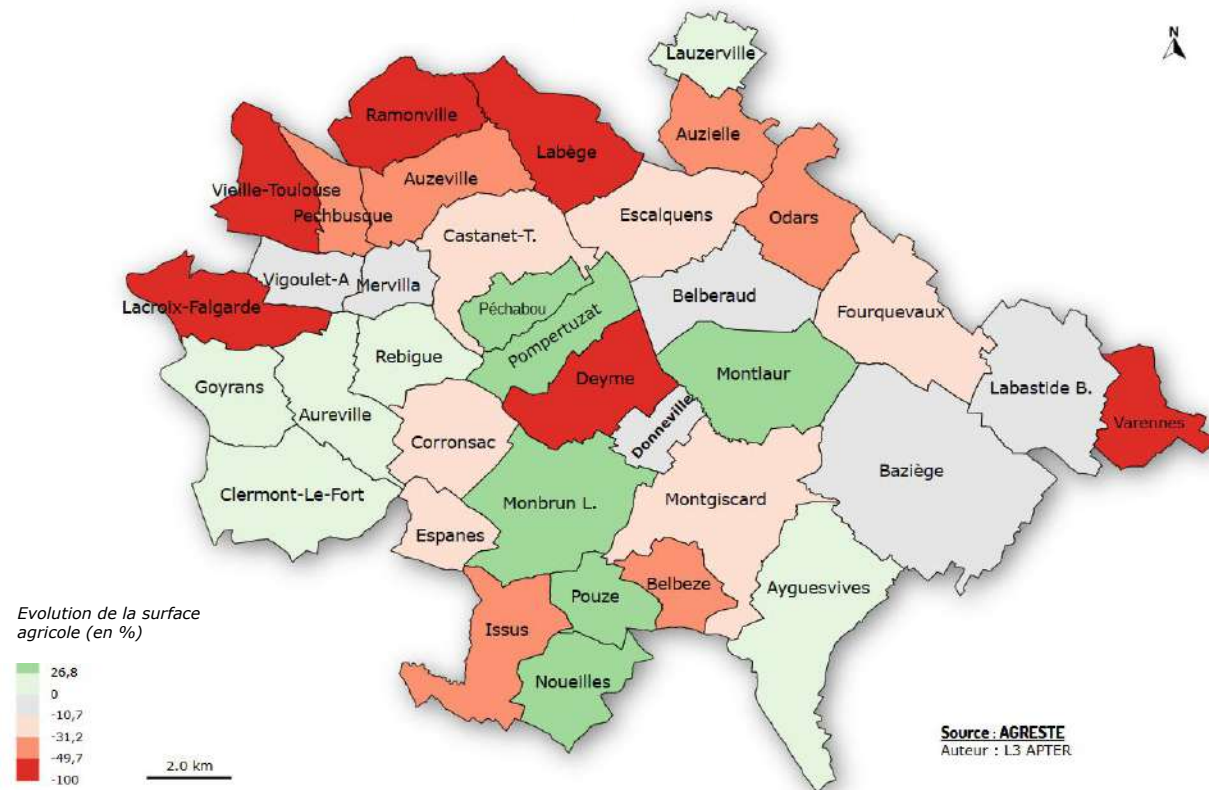 N
Lauzerville
Ramonville
Auzielle
Labège
Auzeville
Vieille-Toulouse
Pechbusque
Escalquens
Odars
Castanet-T.
Vigoulet-A
Mervilla
Belberaud
Lacroix-Falgarde
Péchabou
Fourquevaux
Pompertuzat
Rebigue
Deyme
Montlaur
Goyrans
Labastide B.
Aureville
Varennes
Donneville
Corronsac
Baziège
Clermont-Le-Fort
Monbrun L.
Montgiscard
Espanes
Belbeze
Ayguesvives
Pouze
Issus
Noueilles
Evolution de la surface
agricole (en %)
26,8
0
-10,7
-31,2
-49,7
-100
2.0 km
Source : AGRESTE
Auteur : L3 APTER